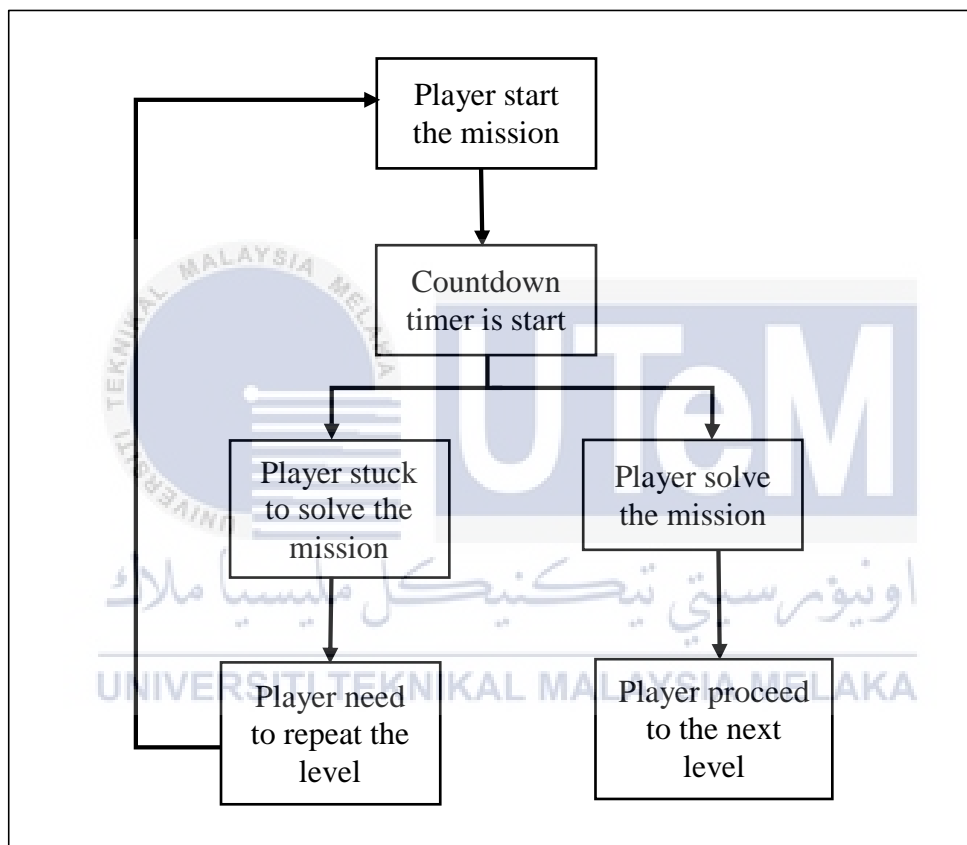 Player start
the mission
Countdown
timer is start
Player stuck
to solve the
mission
Player solve
the mission
Player need
to repeat the
level
Player proceed
to the next
level
UNIVERSITI TEKNIKAL MALAYSIA MELAKA
UTeM
اونيۏرسيتي تيكنيكل مليسيا ملاك
UNIVERSITI TEKNIKAL MALAYSIA MELAKA